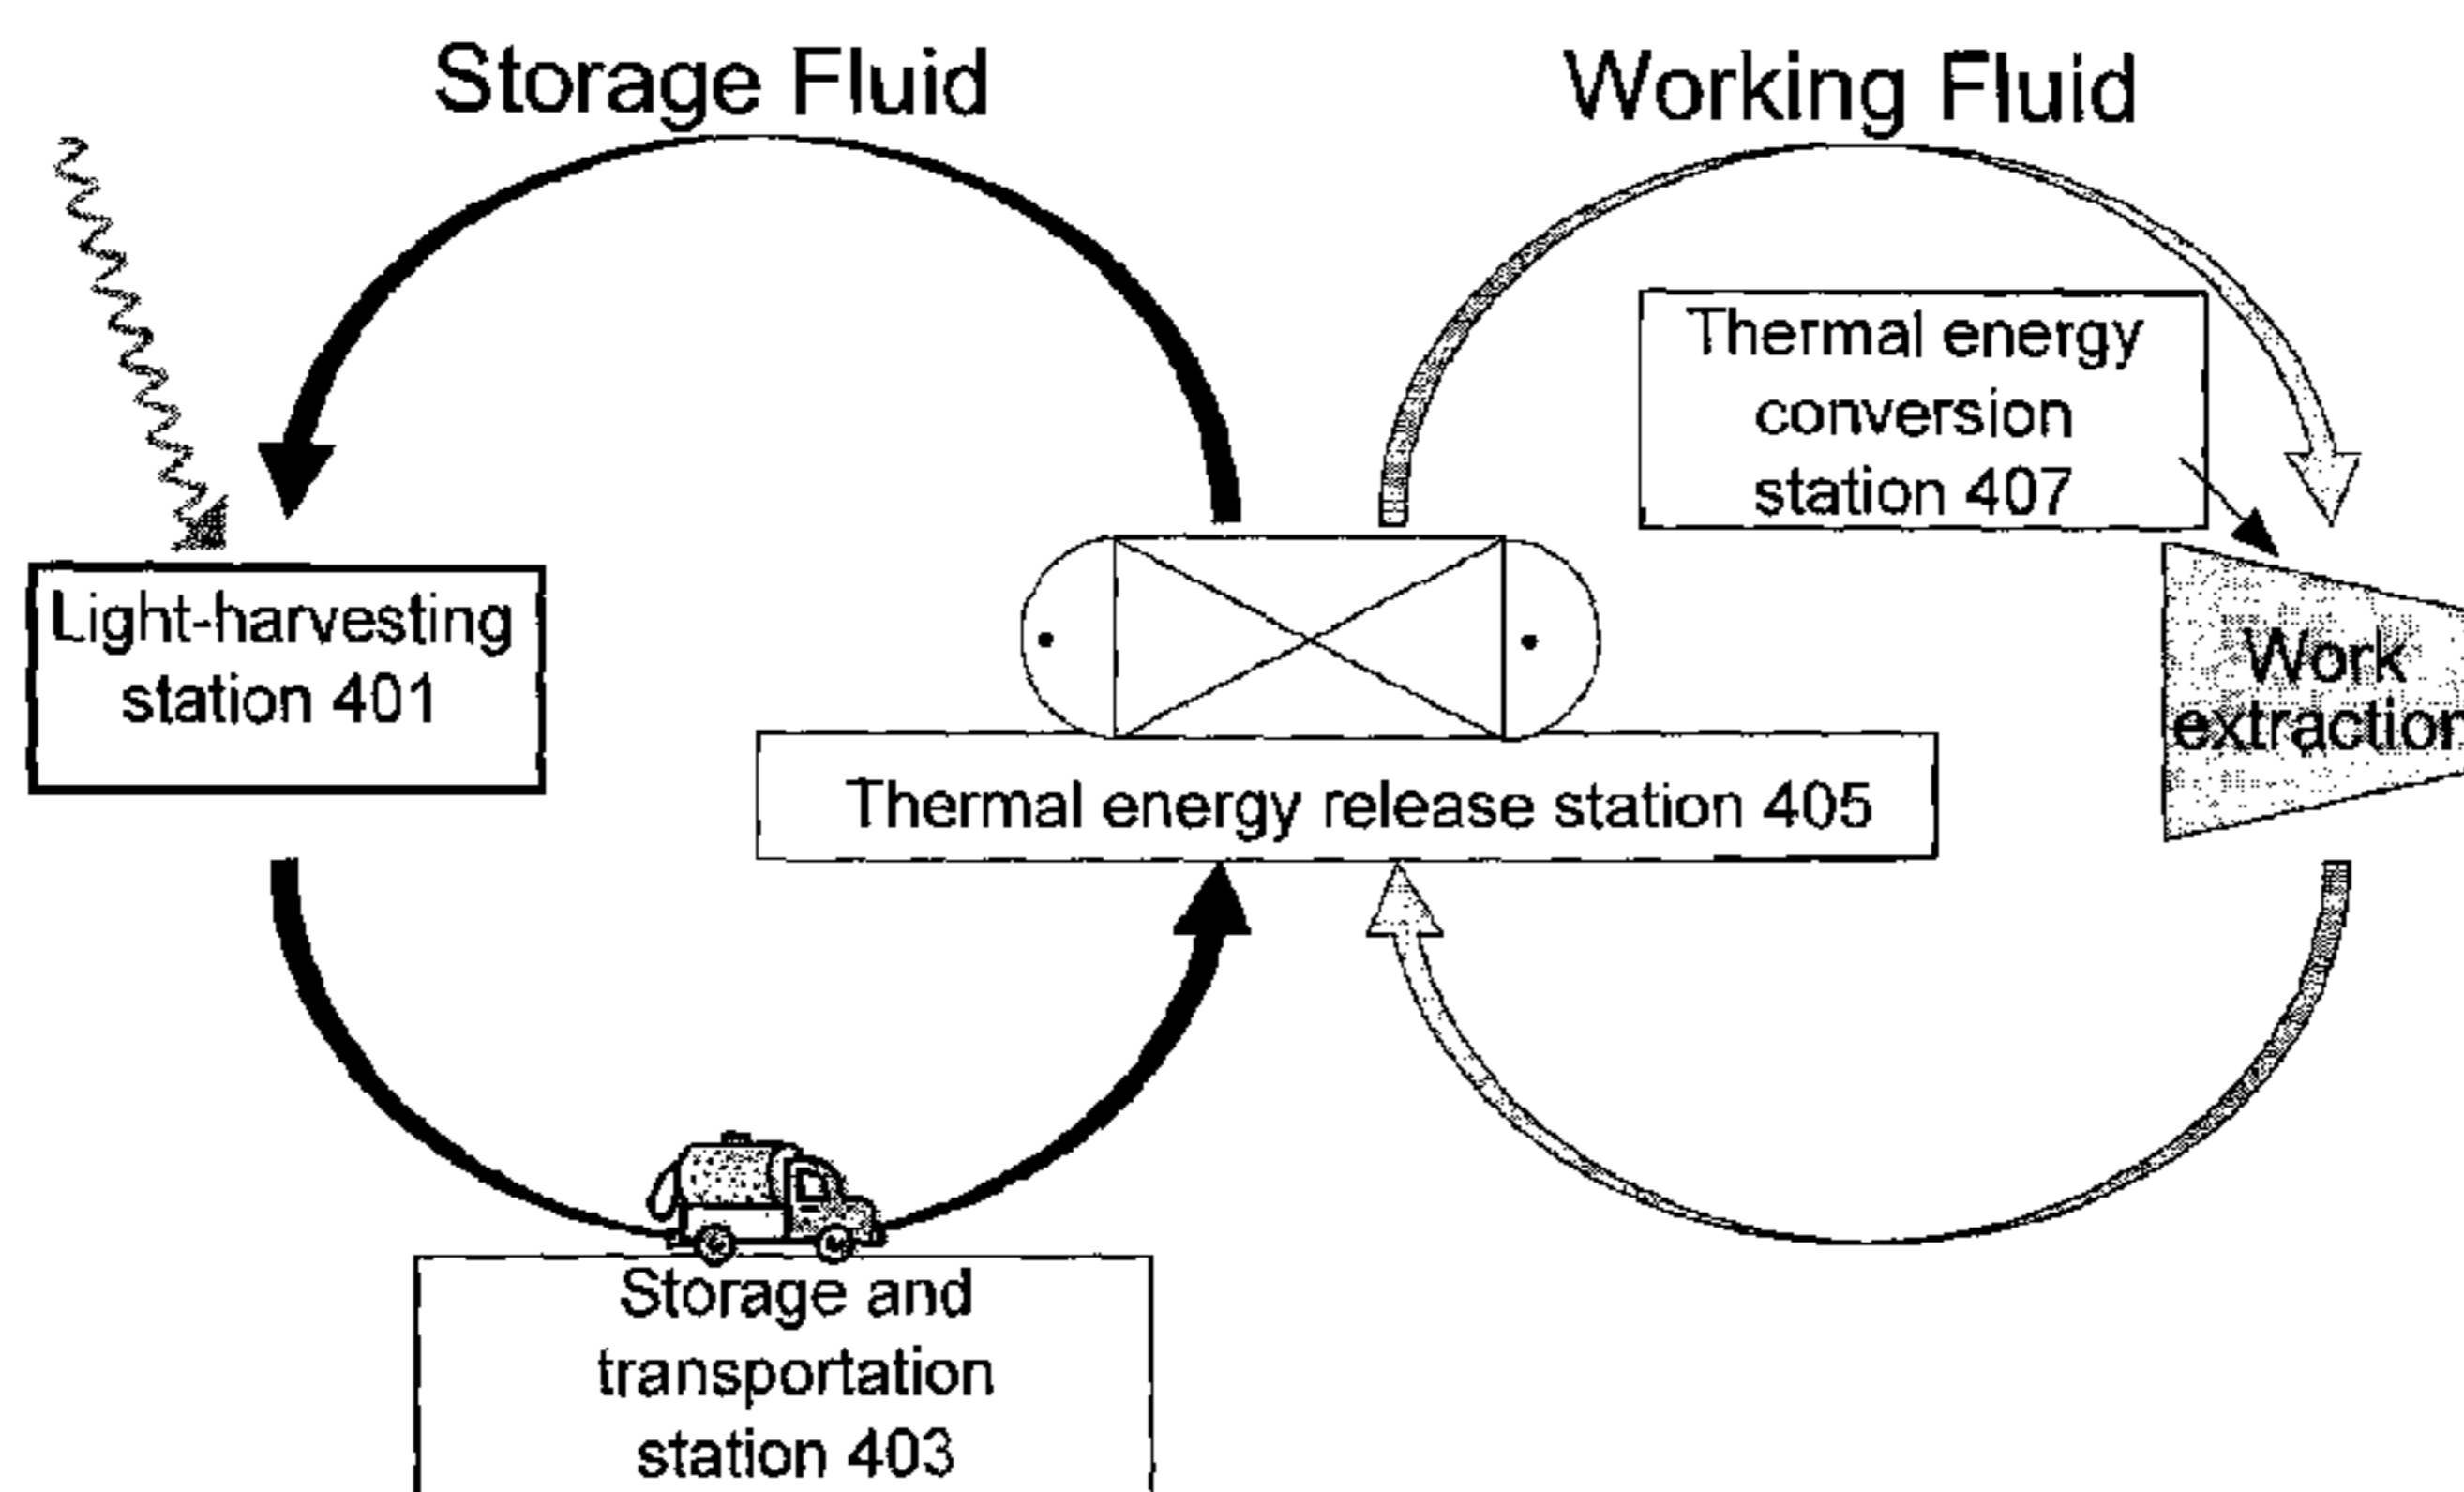 Storage Fluid
Working Fluid
Thermal energy
conversion
station 407
Light-harvesting
station 401
Work
extraction
Thermal energy release station 405
Storage and
transportation
station 403